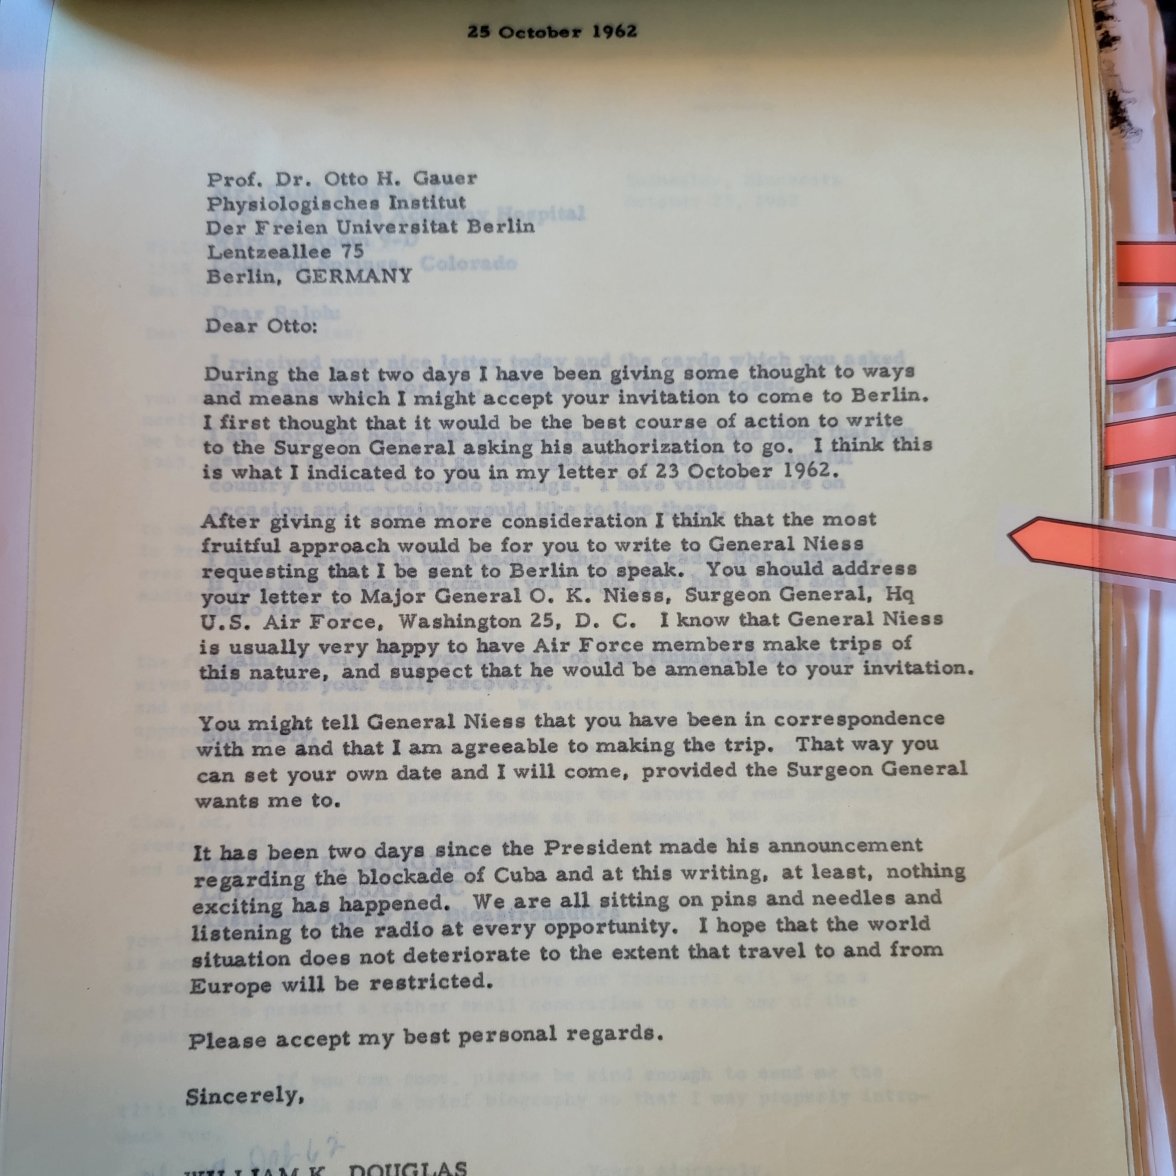 25 October 1962
Prof. Dr. Otto H. Gauer
Physiologisches Institut
Der Freien Universitat Berlin
Lentzeallee 75
Berlin, GERMANY
Dear Otto:
During the last two days I have been giving some thought to ways
and means which I might accept your invitation to come to Berlin.
I first thought that it would be the best course of action to write
to the Surgeon General asking his authorization to go. I think this
is what I indicated to you in my letter of 23 October 1962.
After giving it some more consideration I think that the most
fruitful approach would be for you to write to General Niess
requesting that I be sent to Berlin to speak. You should address
your letter to Major General O. K. Niess, Surgeon General, Hq
U.S. Air Force, Washington 25, D. C. I know that General Niess
is usually very happy to have Air Force members make trips of
this nature, and suspect that he would be amenable to your invitation.
You might tell General Niess that you have been in correspondence
with me and that I am agreeable to making the trip. That way you
can set your own date and I will come, provided the Surgeon General
wants me to.
It has been two days since the President made his announcement
regarding the blockade of Cuba and at this writing, at least, nothing
exciting has happened. We are all sitting on pins and needles and
listening to the radio at every opportunity. I hope that the world
situation does not deteriorate to the extent that travel to and from
Europe will be restricted.
Please accept my best personal regards.
Sincerely,
WILLIAM K. DOUGLAS